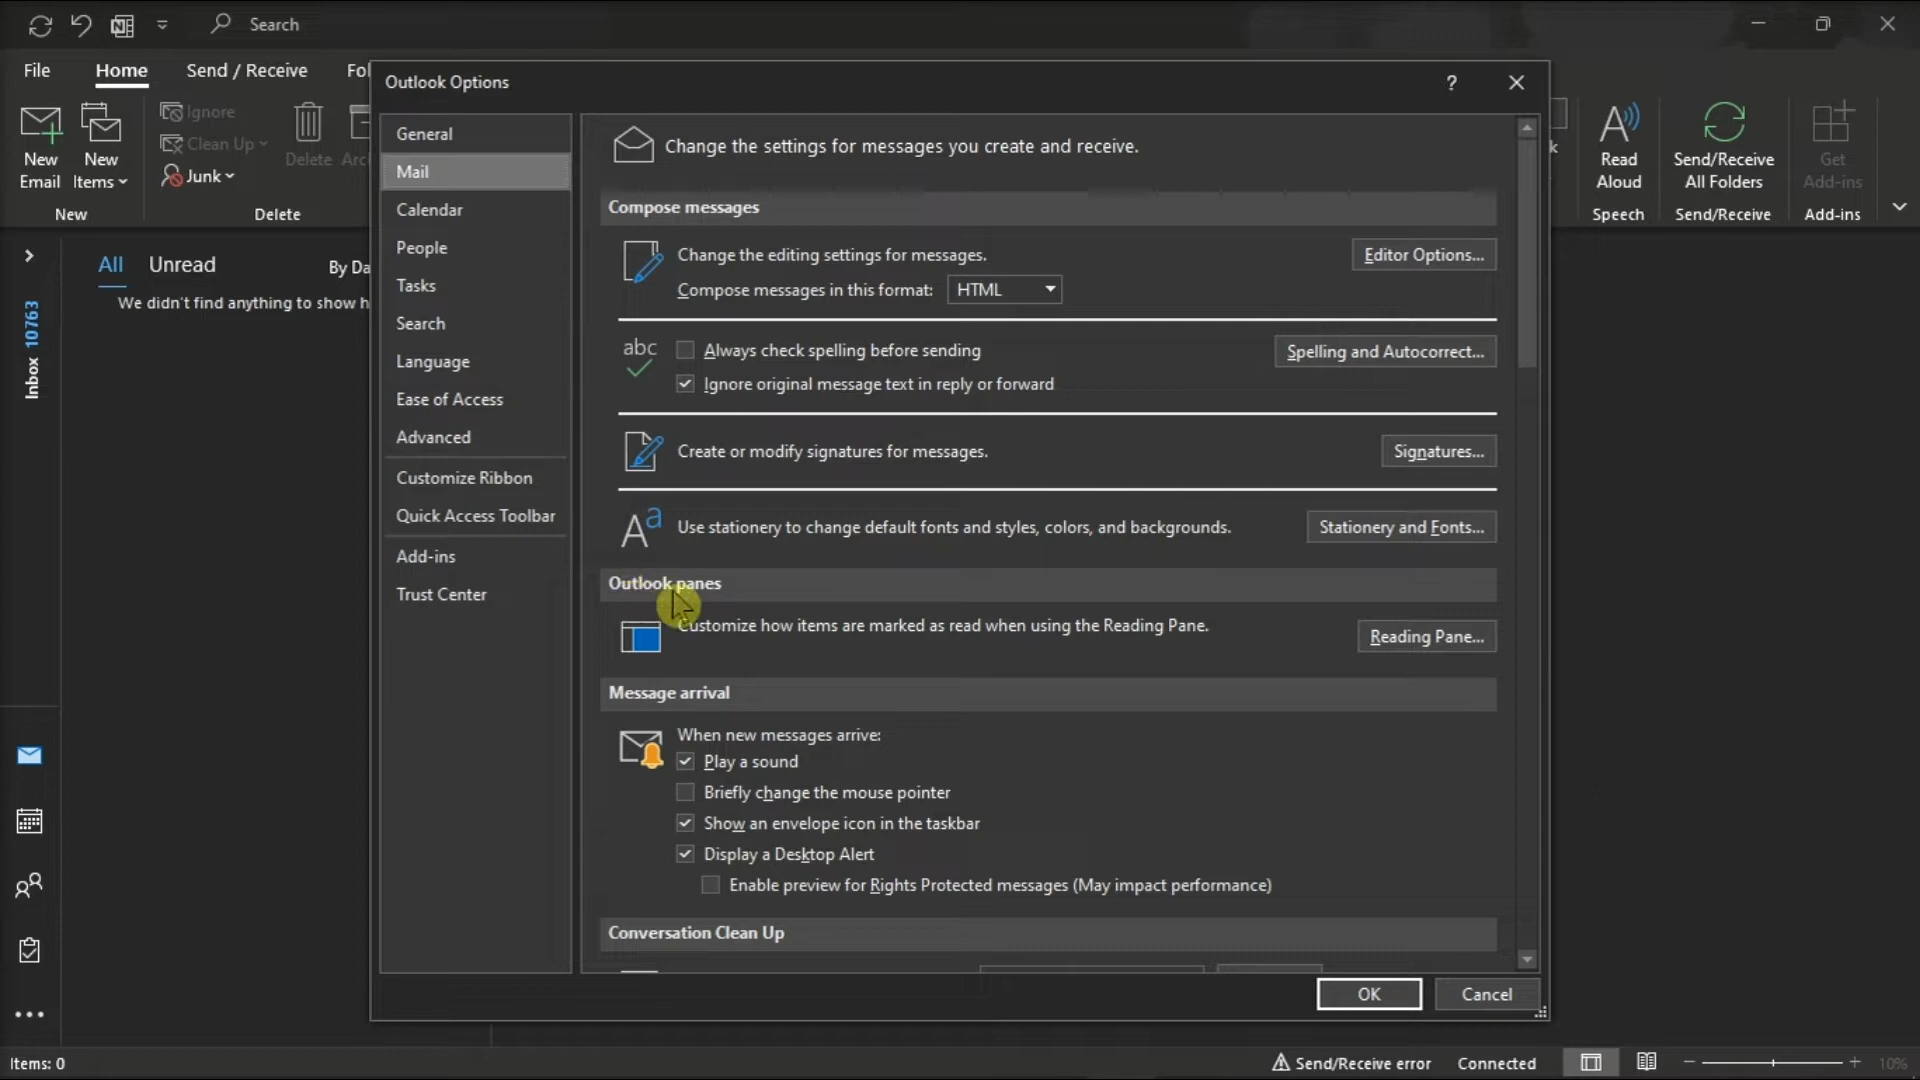 Search
File
Home
Send / Receive
Fol
New Email
New Items
New
Ignore
Clean Up
Junk
Delete
Arc
Delete
k
Read Aloud
Speech
Send/Receive All Folders
Send/Receive
Get Add-ins
Add-ins
All
Unread
By Da
We didn't find anything to show h
Inbox 10763
Outlook Options
?
General
Mail
Calendar
People
Tasks
Search
Language
Ease of Access
Advanced
Customize Ribbon
Quick Access Toolbar
Add-ins
Trust Center
Change the settings for messages you create and receive.
Compose messages
Change the editing settings for messages.
Editor Options...
Compose messages in this format: HTML
abc
Always check spelling before sending
Spelling and Autocorrect...
Ignore original message text in reply or forward
Create or modify signatures for messages.
Signatures...
Use stationery to change default fonts and styles, colors, and backgrounds.
Stationery and Fonts...
Outlook panes
Customize how items are marked as read when using the Reading Pane.
Reading Pane...
Message arrival
When new messages arrive:
Play a sound
Briefly change the mouse pointer
Show an envelope icon in the taskbar
Display a Desktop Alert
Enable preview for Rights Protected messages (May impact performance)
Conversation Clean Up
OK
Cancel
Items: 0
Send/Receive error
Connected
10%